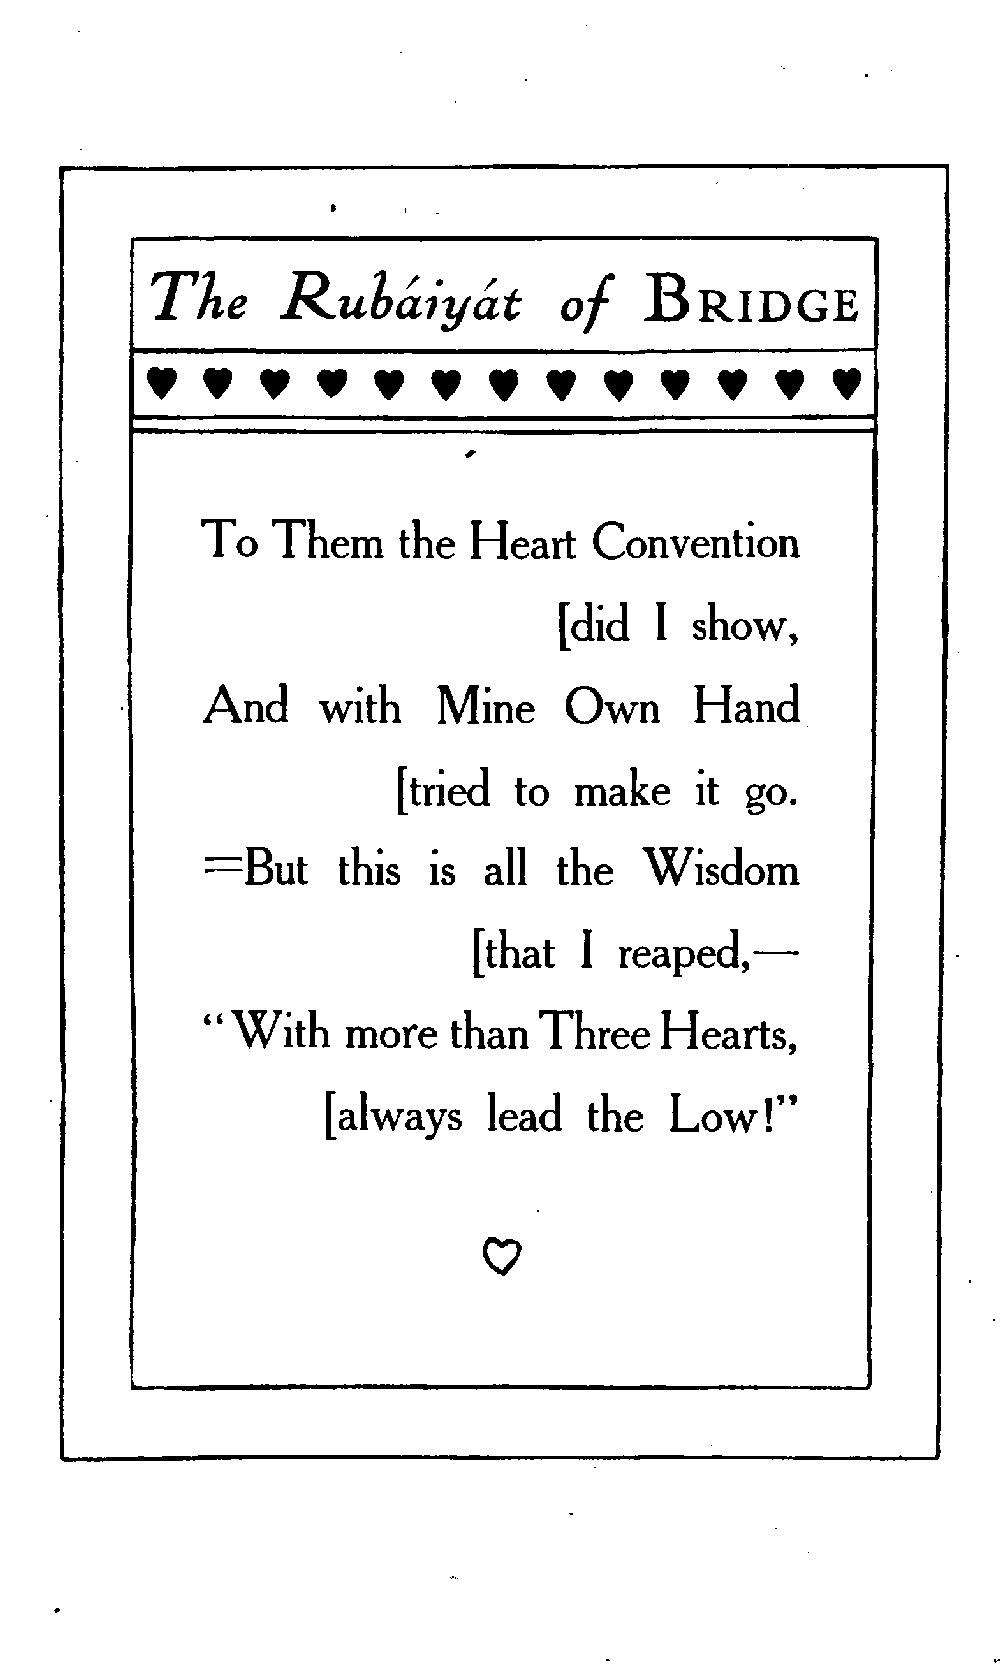 The Rubáiyát of BRIDGE
♥ ♥ ♥ ♥ ♥ ♥ ♥ ♥ ♥ ♥ ♥ ♥ ♥
To Them the Heart Convention
[did I show,
And with Mine Own Hand
[tried to make it go.
=But this is all the Wisdom
[that I reaped,—
“With more than Three Hearts,
[always lead the Low!”
♡